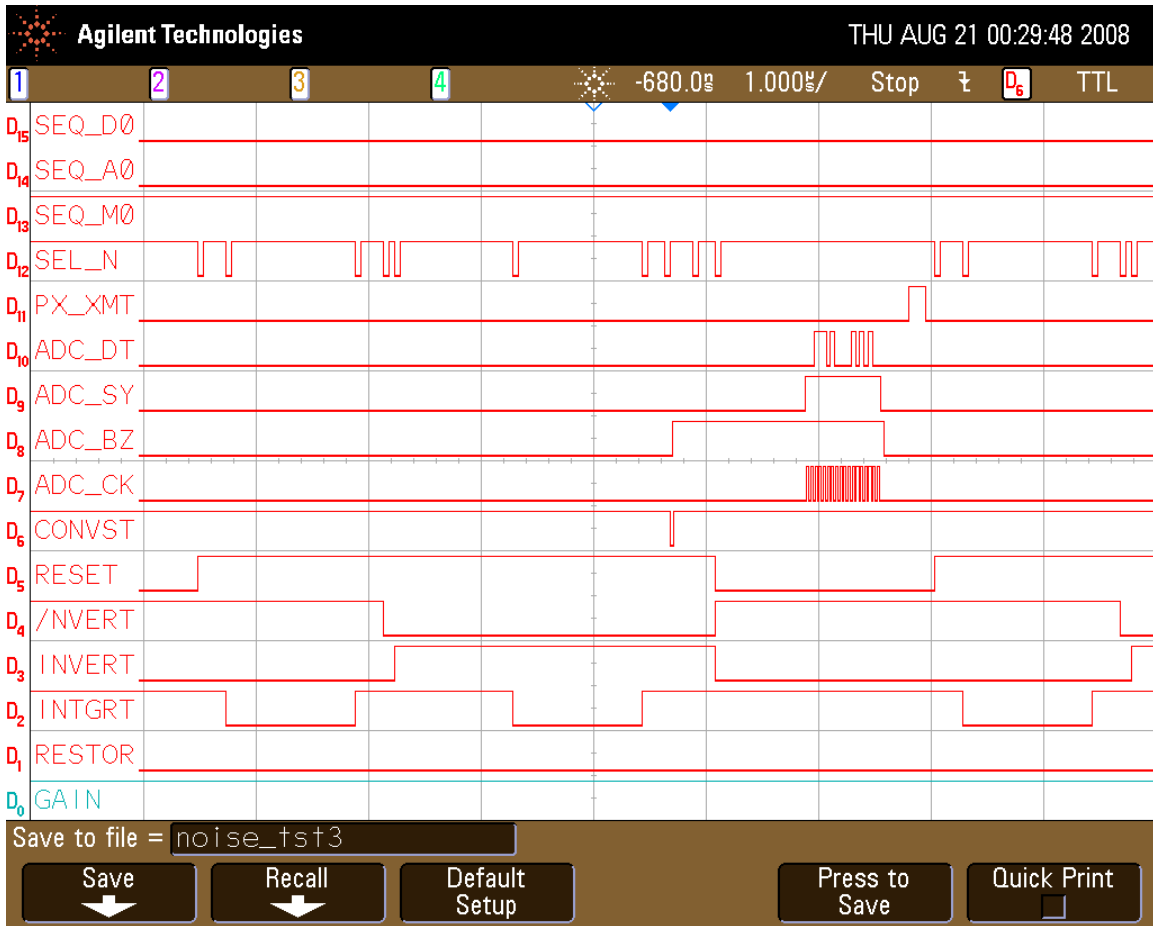 Agilent Technologies THU AUG 21 00:29:48 2008
1 2 3 4 -680.0ns 1.000us/ Stop D6 TTL
D15 SEQ_D0
D14 SEQ_A0
D13 SEQ_M0
D12 SEL_N
D11 PX_XMT
D10 ADC_DT
D9 ADC_SY
D8 ADC_BZ
D7 ADC_CK
D6 CONVST
D5 RESET
D4 /NVERT
D3 INVERT
D2 INTGRT
D1 RESTOR
D0 GAIN
Save to file = noise_tst3
Save Recall Default Setup Press to Save Quick Print